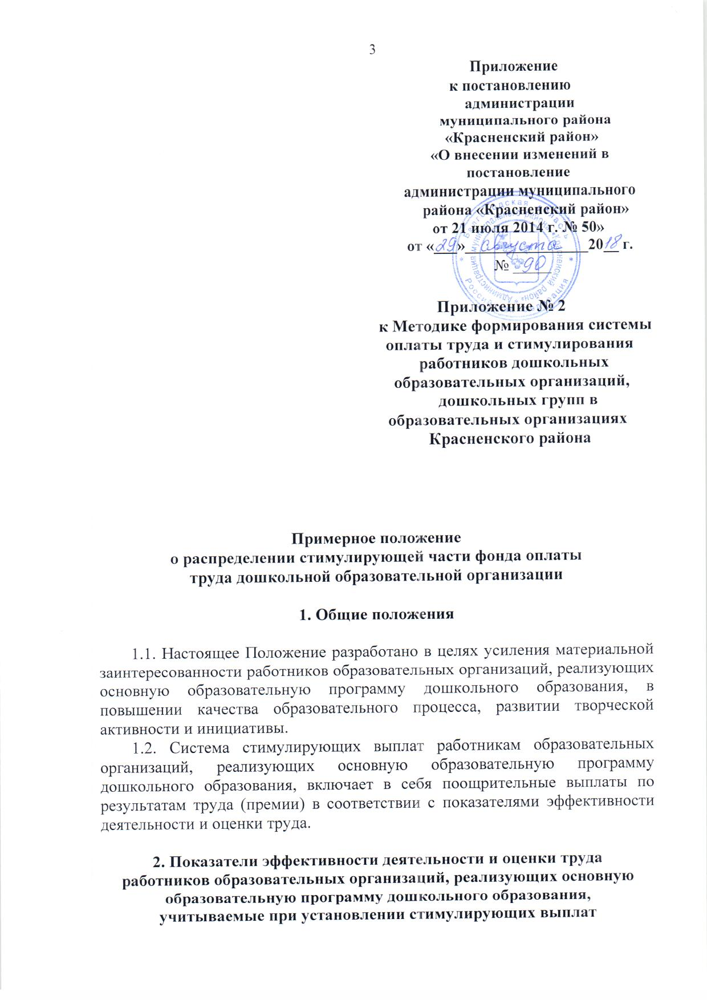 3
Приложение
к постановлению
администрации
муниципального района
«Красненский район»
«О внесении изменений в
постановление
администрации муниципального
района «Красненский район»
от 21 июля 2014 г. № 50»
от «29» августа 2018 г.
№ 90
Приложение № 2
к Методике формирования системы
оплаты труда и стимулирования
работников дошкольных
образовательных организаций,
дошкольных групп в
образовательных организациях
Красненского района
Примерное положение
о распределении стимулирующей части фонда оплаты
труда дошкольной образовательной организации
1. Общие положения
1.1. Настоящее Положение разработано в целях усиления материальной
заинтересованности работников образовательных организаций, реализующих
основную образовательную программу дошкольного образования, в
повышении качества образовательного процесса, развитии творческой
активности и инициативы.
1.2. Система стимулирующих выплат работникам образовательных
организаций, реализующих основную образовательную программу
дошкольного образования, включает в себя поощрительные выплаты по
результатам труда (премии) в соответствии с показателями эффективности
деятельности и оценки труда.
2. Показатели эффективности деятельности и оценки труда
работников образовательных организаций, реализующих основную
образовательную программу дошкольного образования,
учитываемые при установлении стимулирующих выплат